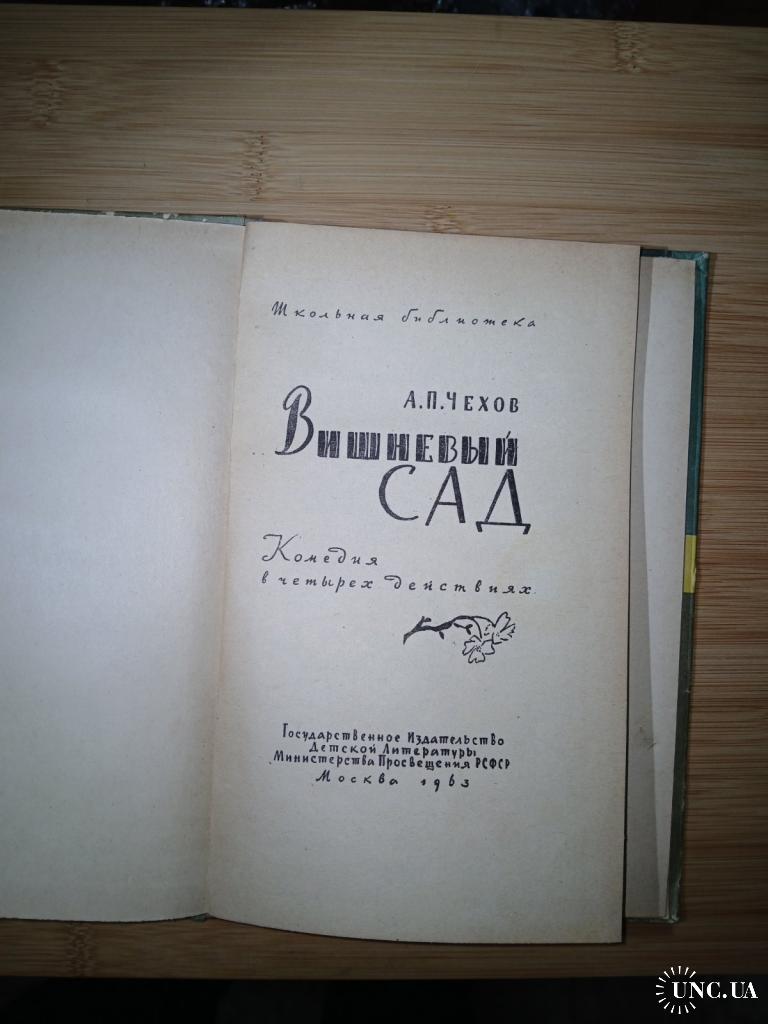 Школьная библиотека
А.П.Чехов
Вишневый
САД
Комедия
в четырех действиях
Государственное Издательство
Детской Литературы
Министерства Просвещения РСФСР
Москва 1963
UNC.UA